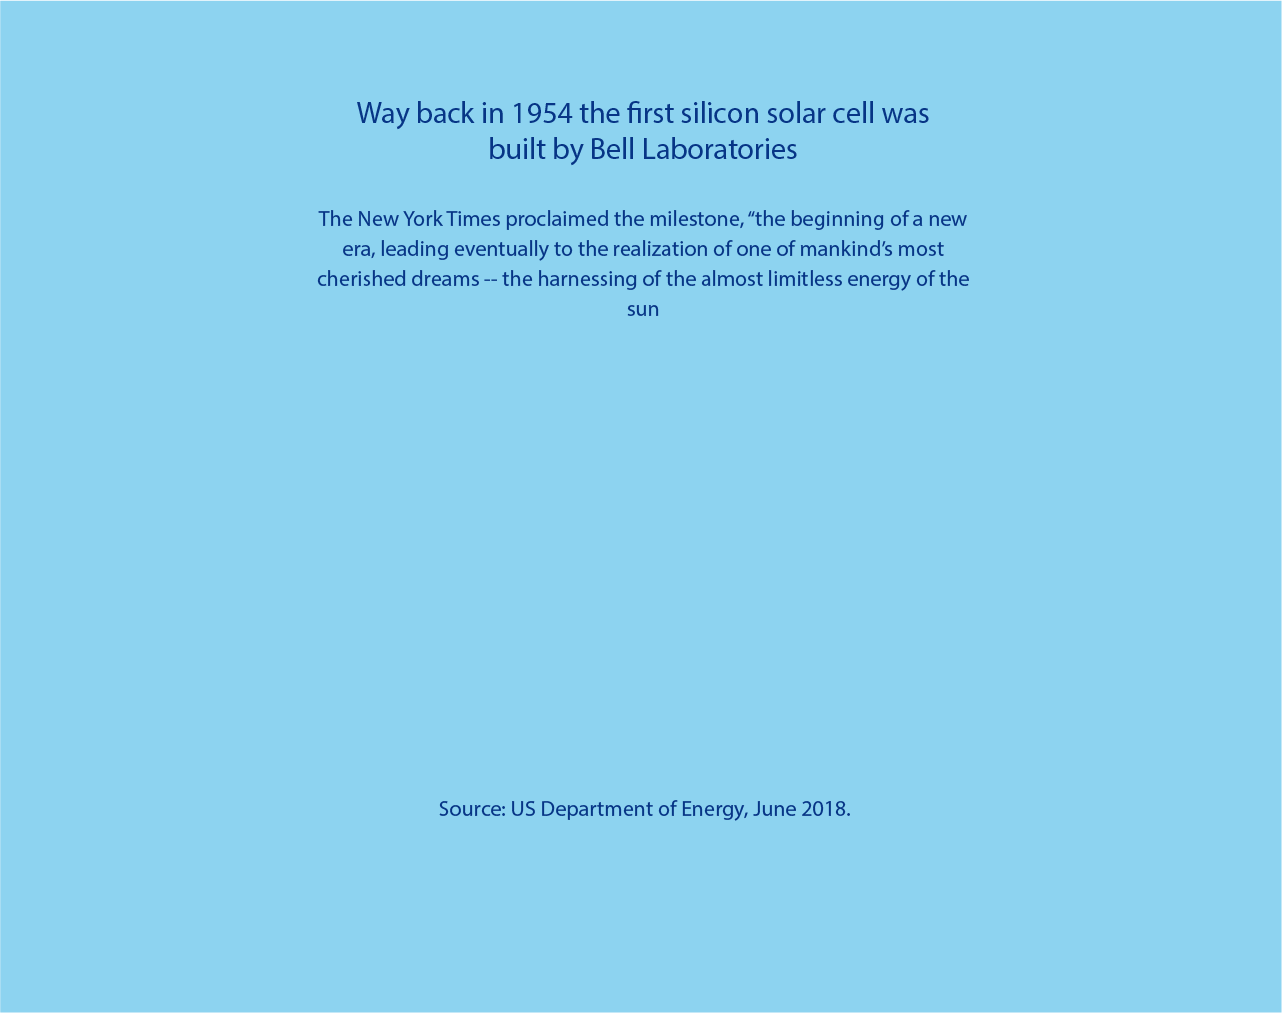 Way back in 1954 the first silicon solar cell was
built by Bell Laboratories
The New York Times proclaimed the milestone, “the beginning of a new
era, leading eventually to the realization of one of mankind’s most
cherished dreams -- the harnessing of the almost limitless energy of the
sun
Source: US Department of Energy, June 2018.